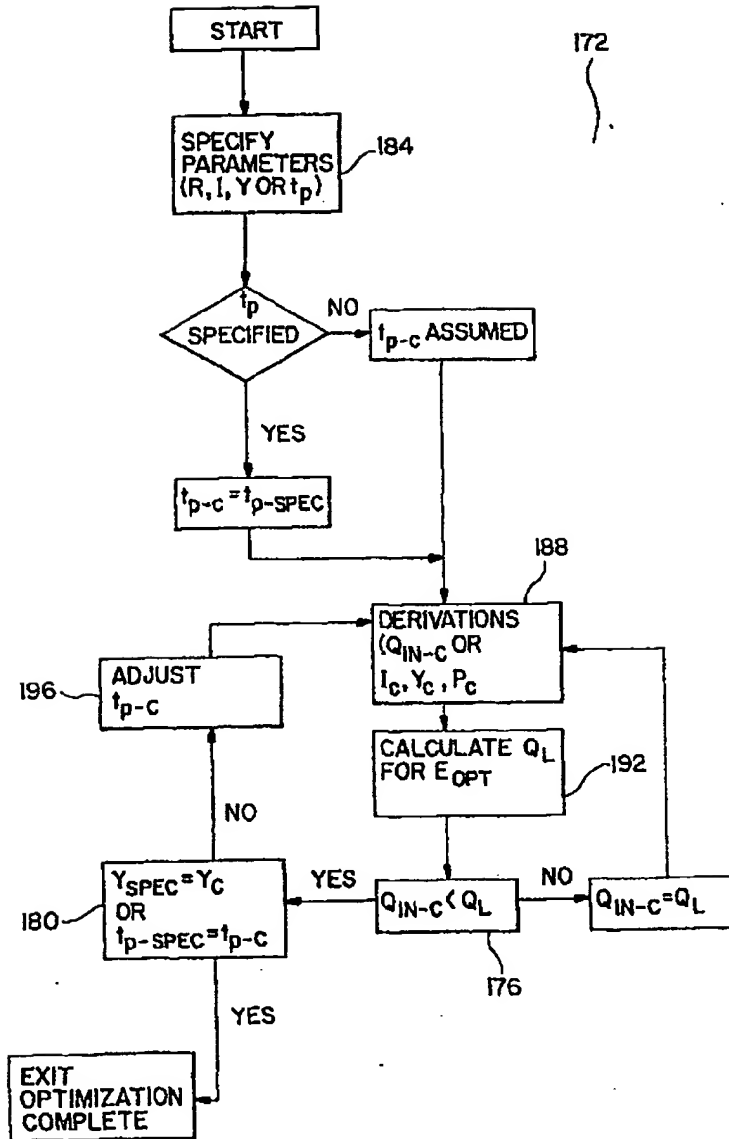 START
172
SPECIFY
PARAMETERS
(R, I, Y OR tp)
184
tp
SPECIFIED
NO
tp-c ASSUMED
YES
tp-c = tp-SPEC
188
DERIVATIONS
(QIN-C OR
IC, YC, PC
ADJUST
tp-C
196
CALCULATE QL
FOR EOPT
192
NO
YSPEC = YC
OR
tp-SPEC = tp-C
180
YES
QIN-C < QL
NO
QIN-C = QL
176
YES
EXIT
OPTIMIZATION
COMPLETE